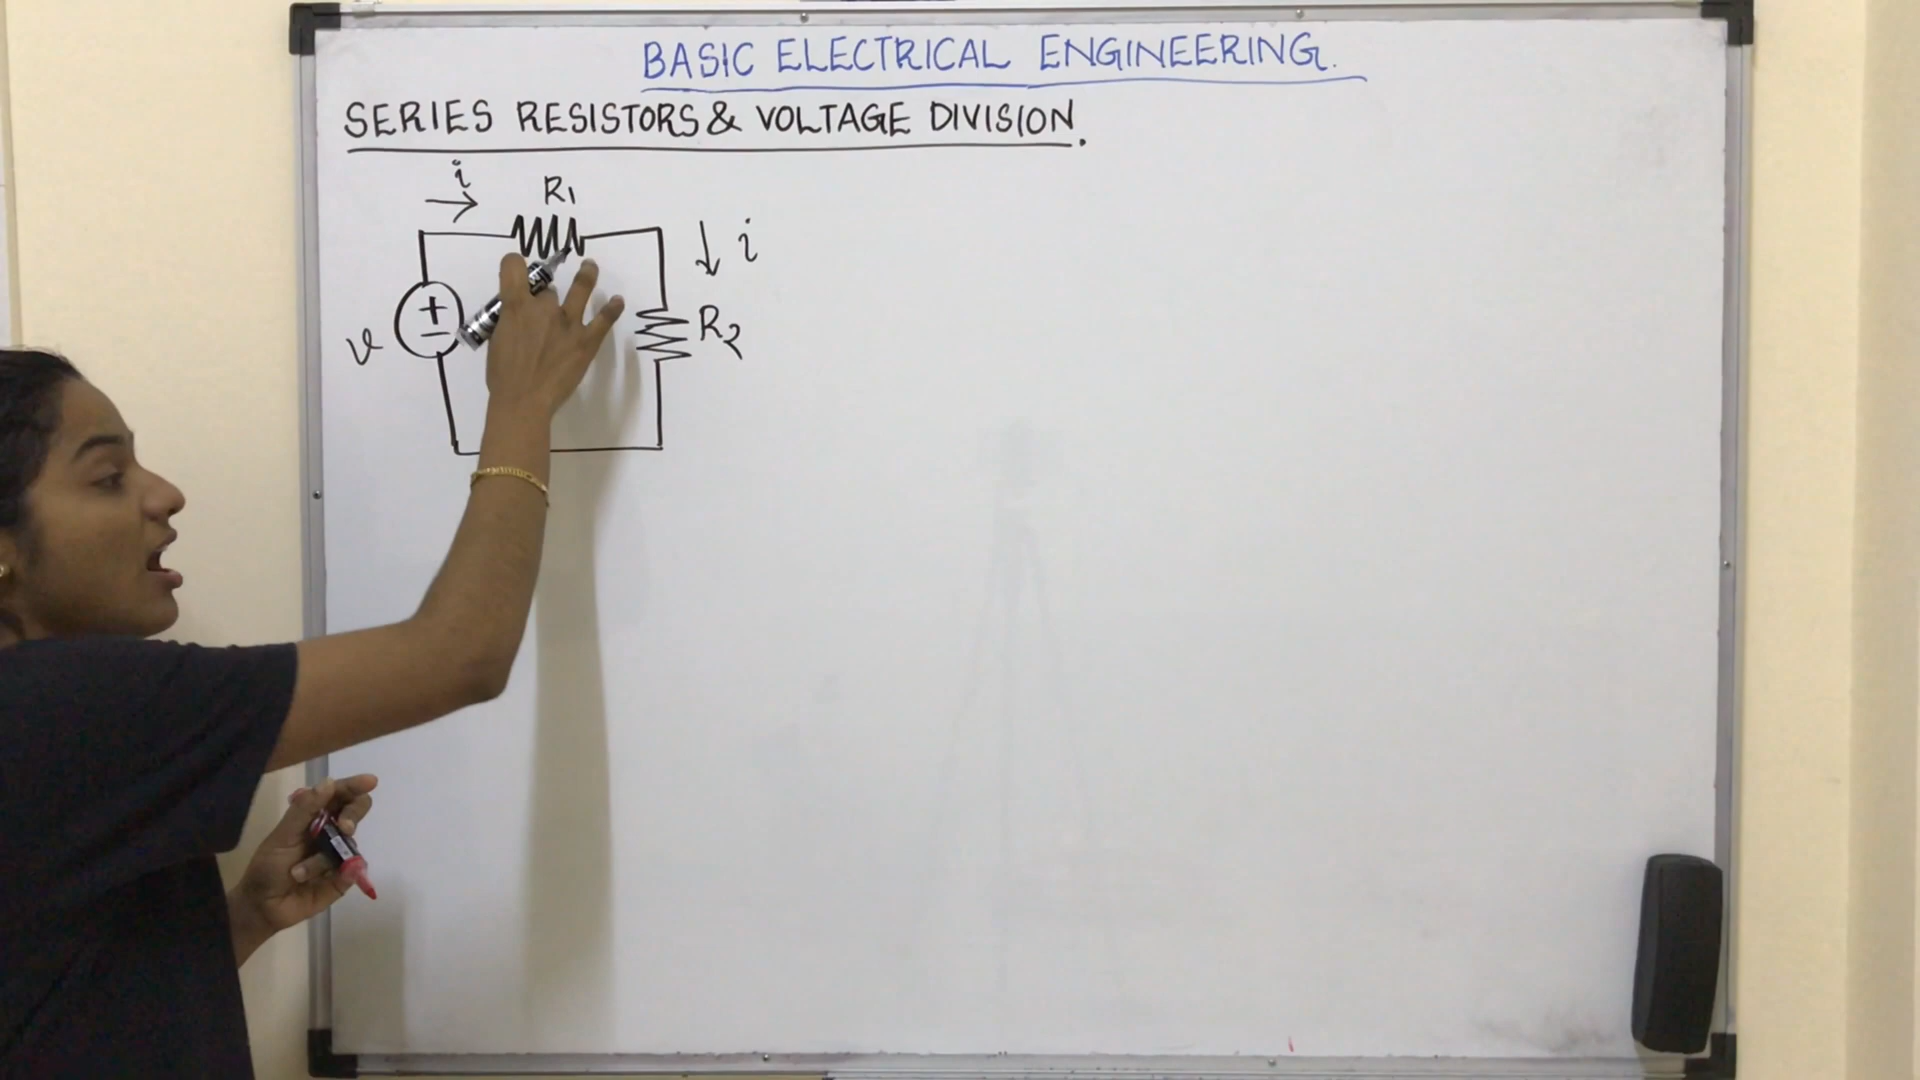 BASIC ELECTRICAL ENGINEERING.
SERIES RESISTORS & VOLTAGE DIVISION.
i
R1
i
+
-
v
R2